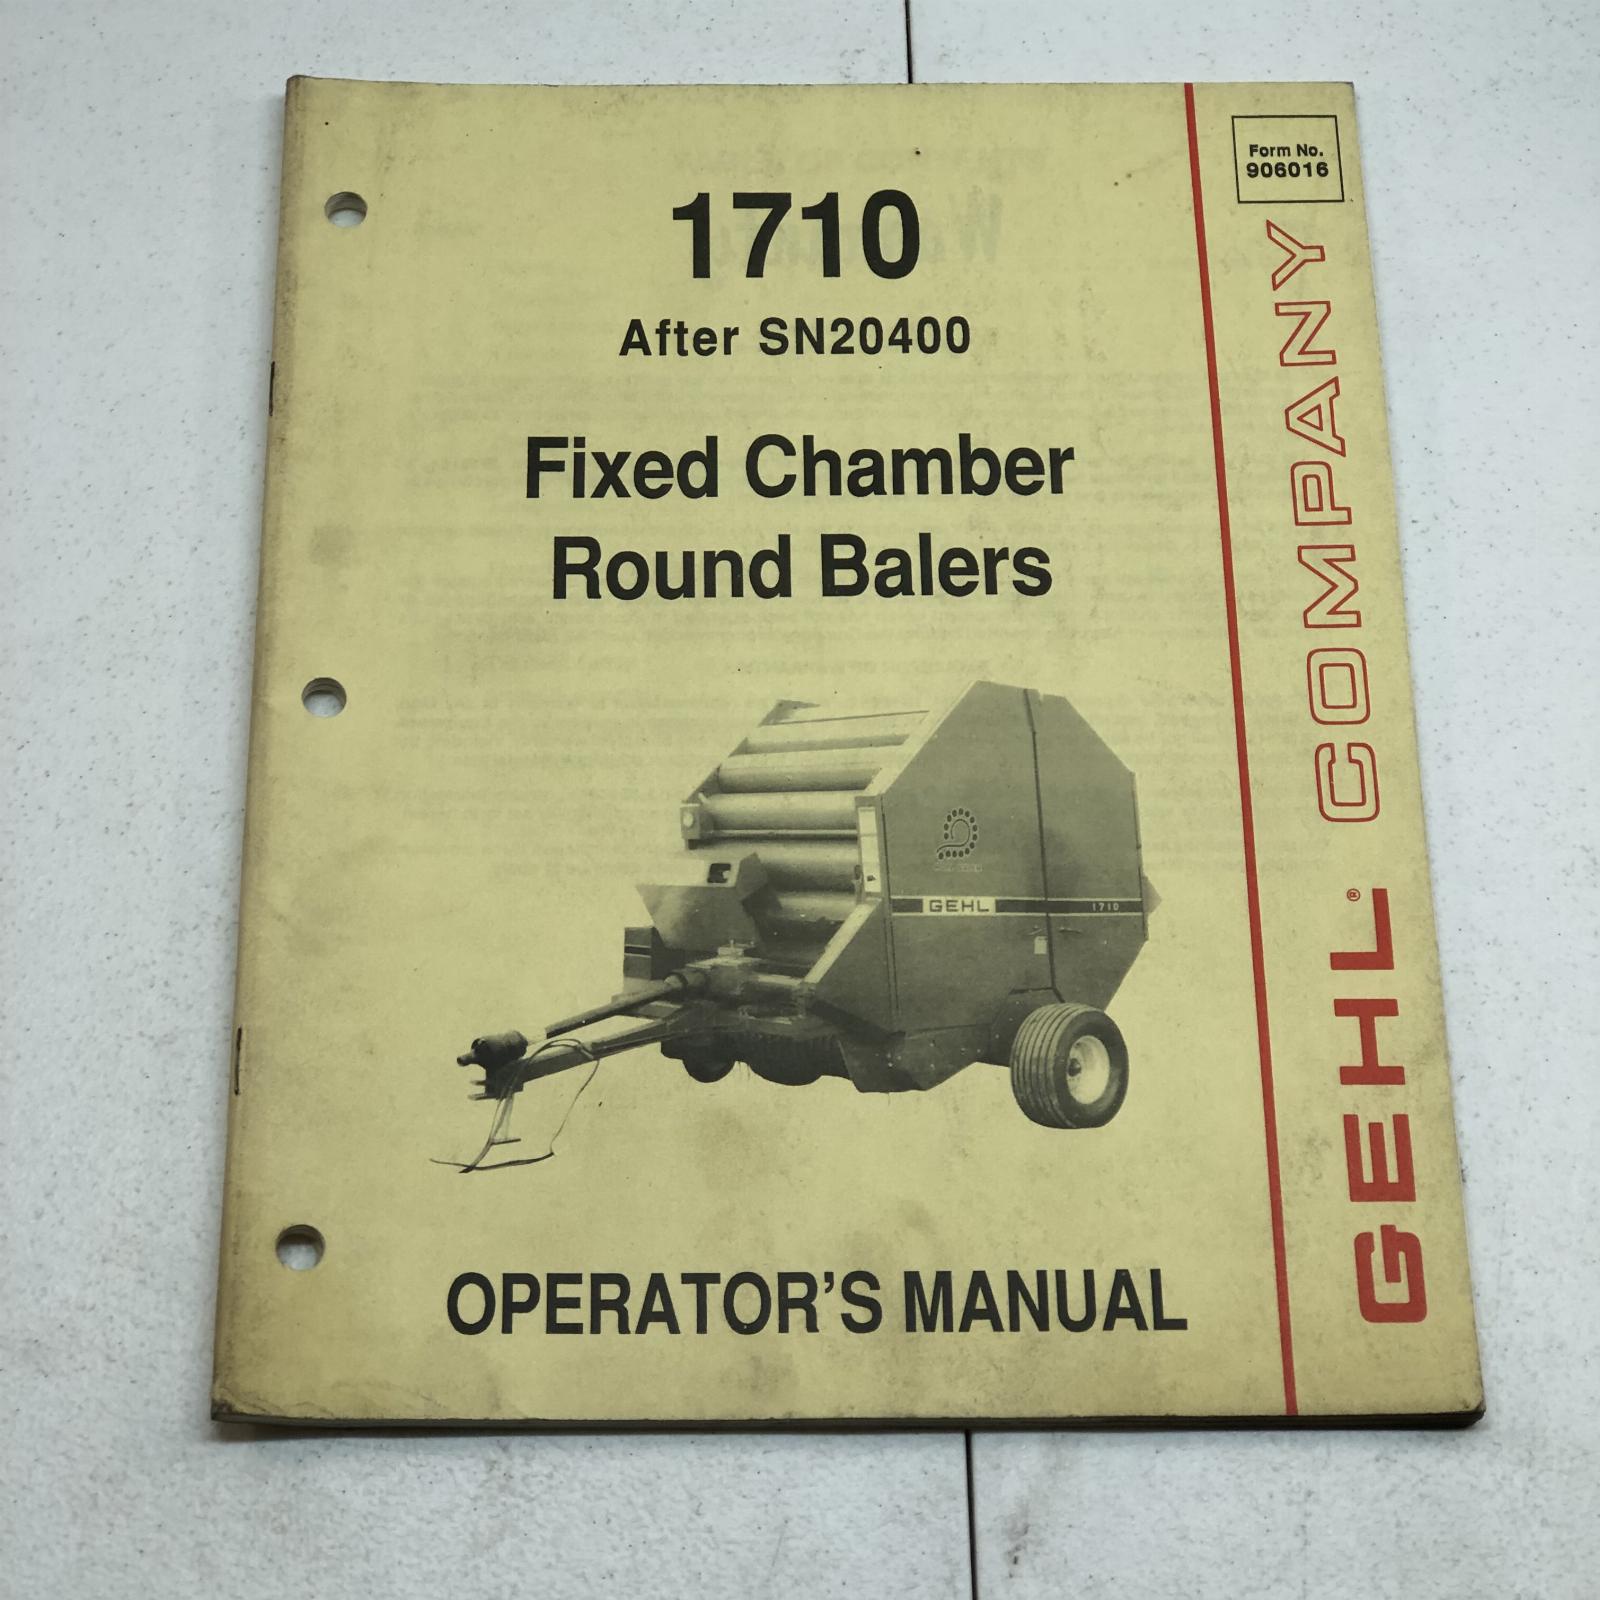 Form No.
906016
1710
After SN20400
Fixed Chamber
Round Balers
GEHL 1710
OPERATOR'S MANUAL
GEHL® COMPANY